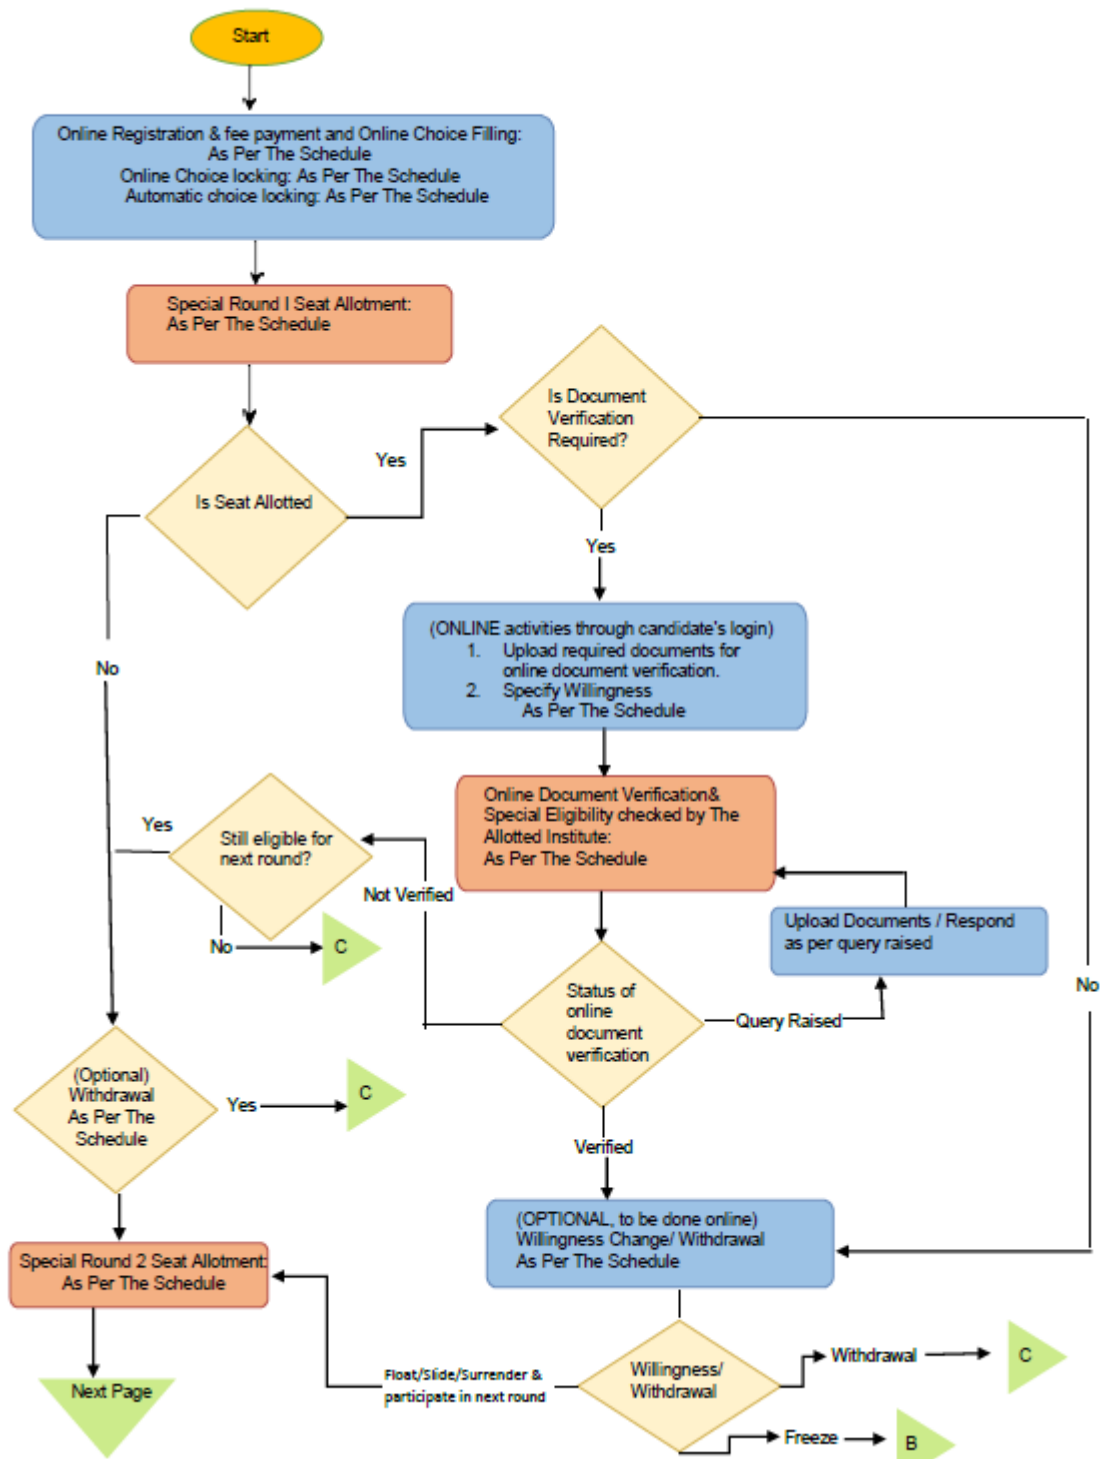 Start
Online Registration & fee payment and Online Choice Filling:
As Per The Schedule
Online Choice locking: As Per The Schedule
Automatic choice locking: As Per The Schedule
Special Round I Seat Allotment:
As Per The Schedule
Is Document
Verification
Required?
Yes
Is Seat Allotted
Yes
(ONLINE activities through candidate's login)
1. Upload required documents for
online document verification.
2. Specify Willingness
As Per The Schedule
No
Online Document Verification&
Special Eligibility checked by The
Allotted Institute:
As Per The Schedule
Yes
Still eligible for
next round?
Not Verified
Upload Documents / Respond
as per query raised
No
C
No
Status of
online
document
verification
Query Raised
(Optional)
Withdrawal
As Per The
Schedule
Yes
C
Verified
(OPTIONAL, to be done online)
Willingness Change/ Withdrawal
As Per The Schedule
Special Round 2 Seat Allotment:
As Per The Schedule
Float/Slide/Surrender &
participate in next round
Willingness/
Withdrawal
Withdrawal
C
Next Page
Freeze
B